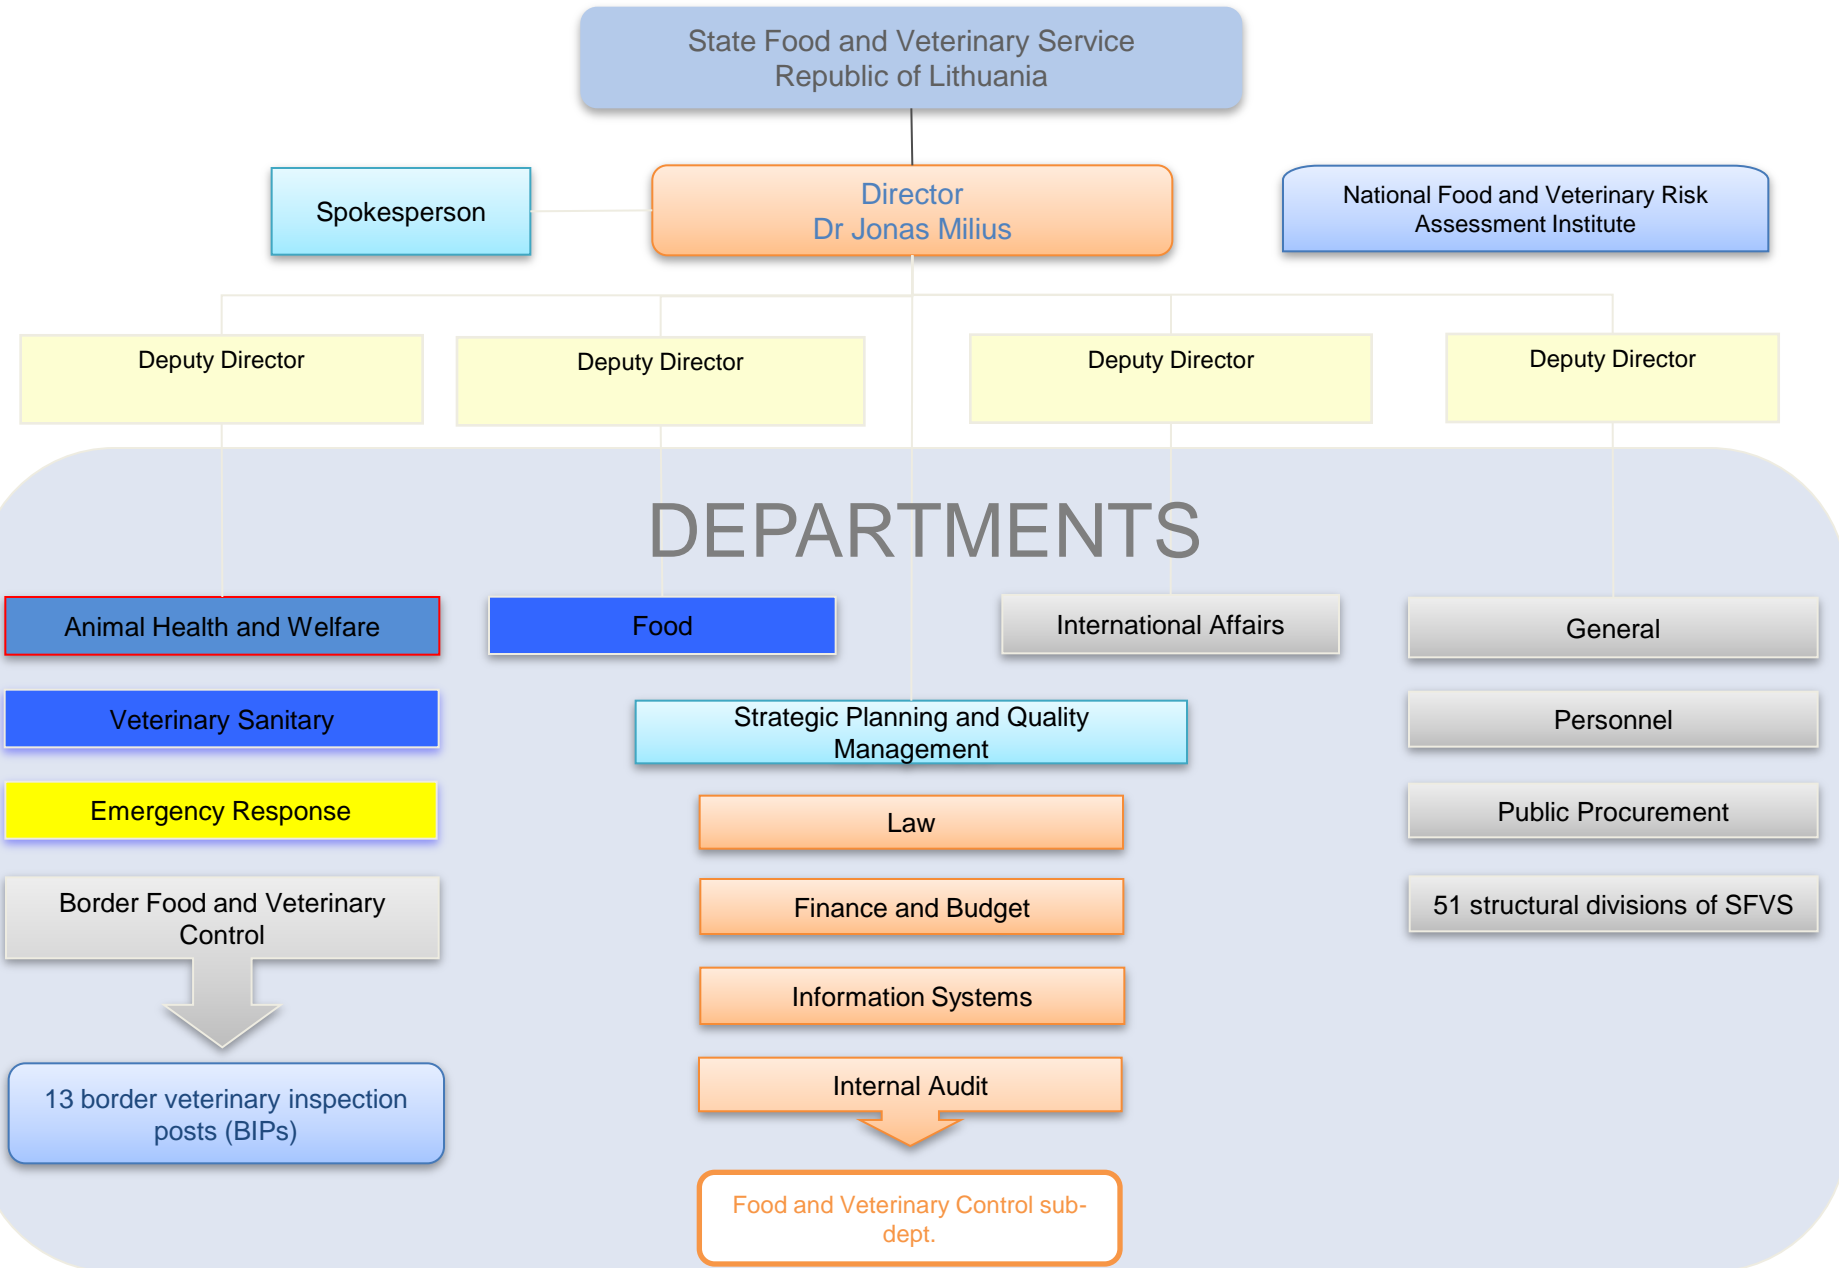 State Food and Veterinary Service
Republic of Lithuania
Spokesperson
Director
Dr Jonas Milius
National Food and Veterinary Risk
Assessment Institute
Deputy Director
Deputy Director
Deputy Director
Deputy Director
DEPARTMENTS
Animal Health and Welfare
Food
International Affairs
General
Veterinary Sanitary
Strategic Planning and Quality
Management
Personnel
Emergency Response
Law
Public Procurement
Border Food and Veterinary
Control
Finance and Budget
51 structural divisions of SFVS
Information Systems
13 border veterinary inspection
posts (BIPs)
Internal Audit
Food and Veterinary Control sub-
dept.